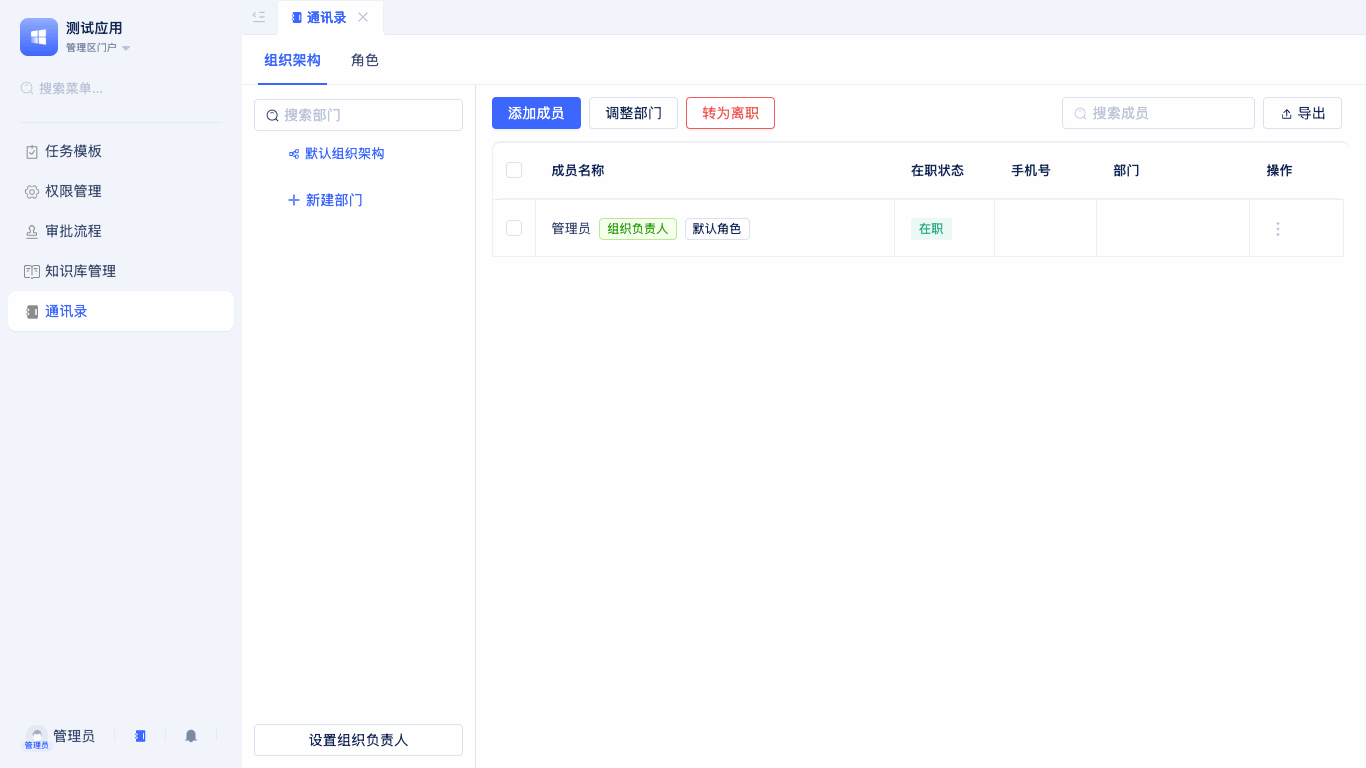 测试应用
管理区门户
搜索菜单...
任务模板
权限管理
审批流程
知识库管理
通讯录
管理员
管理员
通讯录
组织架构 角色
搜索部门
默认组织架构
新建部门
设置组织负责人
添加成员 调整部门 转为离职 搜索成员 导出
成员名称 在职状态 手机号 部门 操作
管理员 组织负责人 默认角色 在职